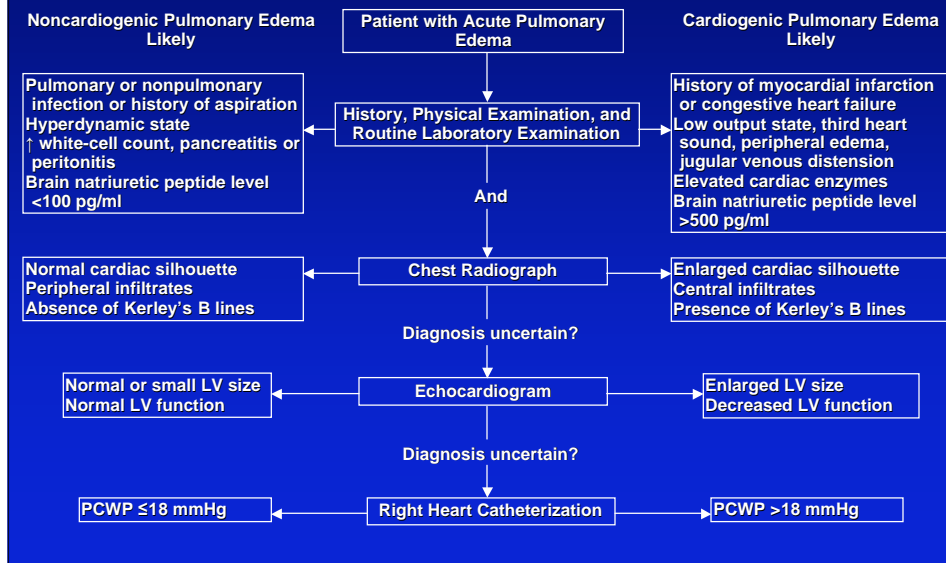 Noncardiogenic Pulmonary Edema
Likely
Patient with Acute Pulmonary
Edema
Cardiogenic Pulmonary Edema
Likely
Pulmonary or nonpulmonary
infection or history of aspiration
Hyperdynamic state
↑ white-cell count, pancreatitis or
peritonitis
Brain natriuretic peptide level
<100 pg/ml
History, Physical Examination, and
Routine Laboratory Examination
History of myocardial infarction
or congestive heart failure
Low output state, third heart
sound, peripheral edema,
jugular venous distension
Elevated cardiac enzymes
Brain natriuretic peptide level
>500 pg/ml
And
Normal cardiac silhouette
Peripheral infiltrates
Absence of Kerley's B lines
Chest Radiograph
Enlarged cardiac silhouette
Central infiltrates
Presence of Kerley's B lines
Diagnosis uncertain?
Normal or small LV size
Normal LV function
Echocardiogram
Enlarged LV size
Decreased LV function
Diagnosis uncertain?
PCWP ≤18 mmHg
Right Heart Catheterization
PCWP >18 mmHg